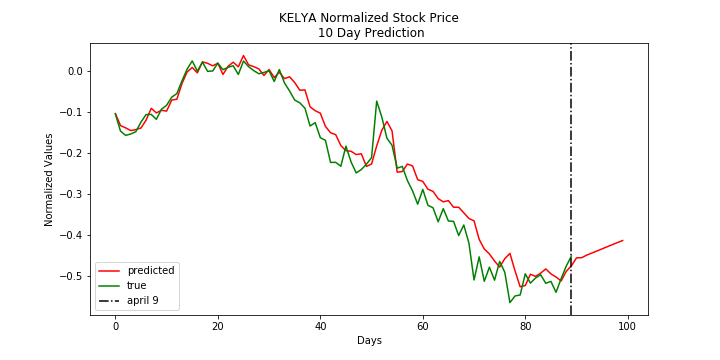 KELYA Normalized Stock Price
10 Day Prediction
Normalized Values
0.0
−0.1
−0.2
−0.3
−0.4
−0.5
predicted
true
april 9
0 20 40 60 80 100
Days